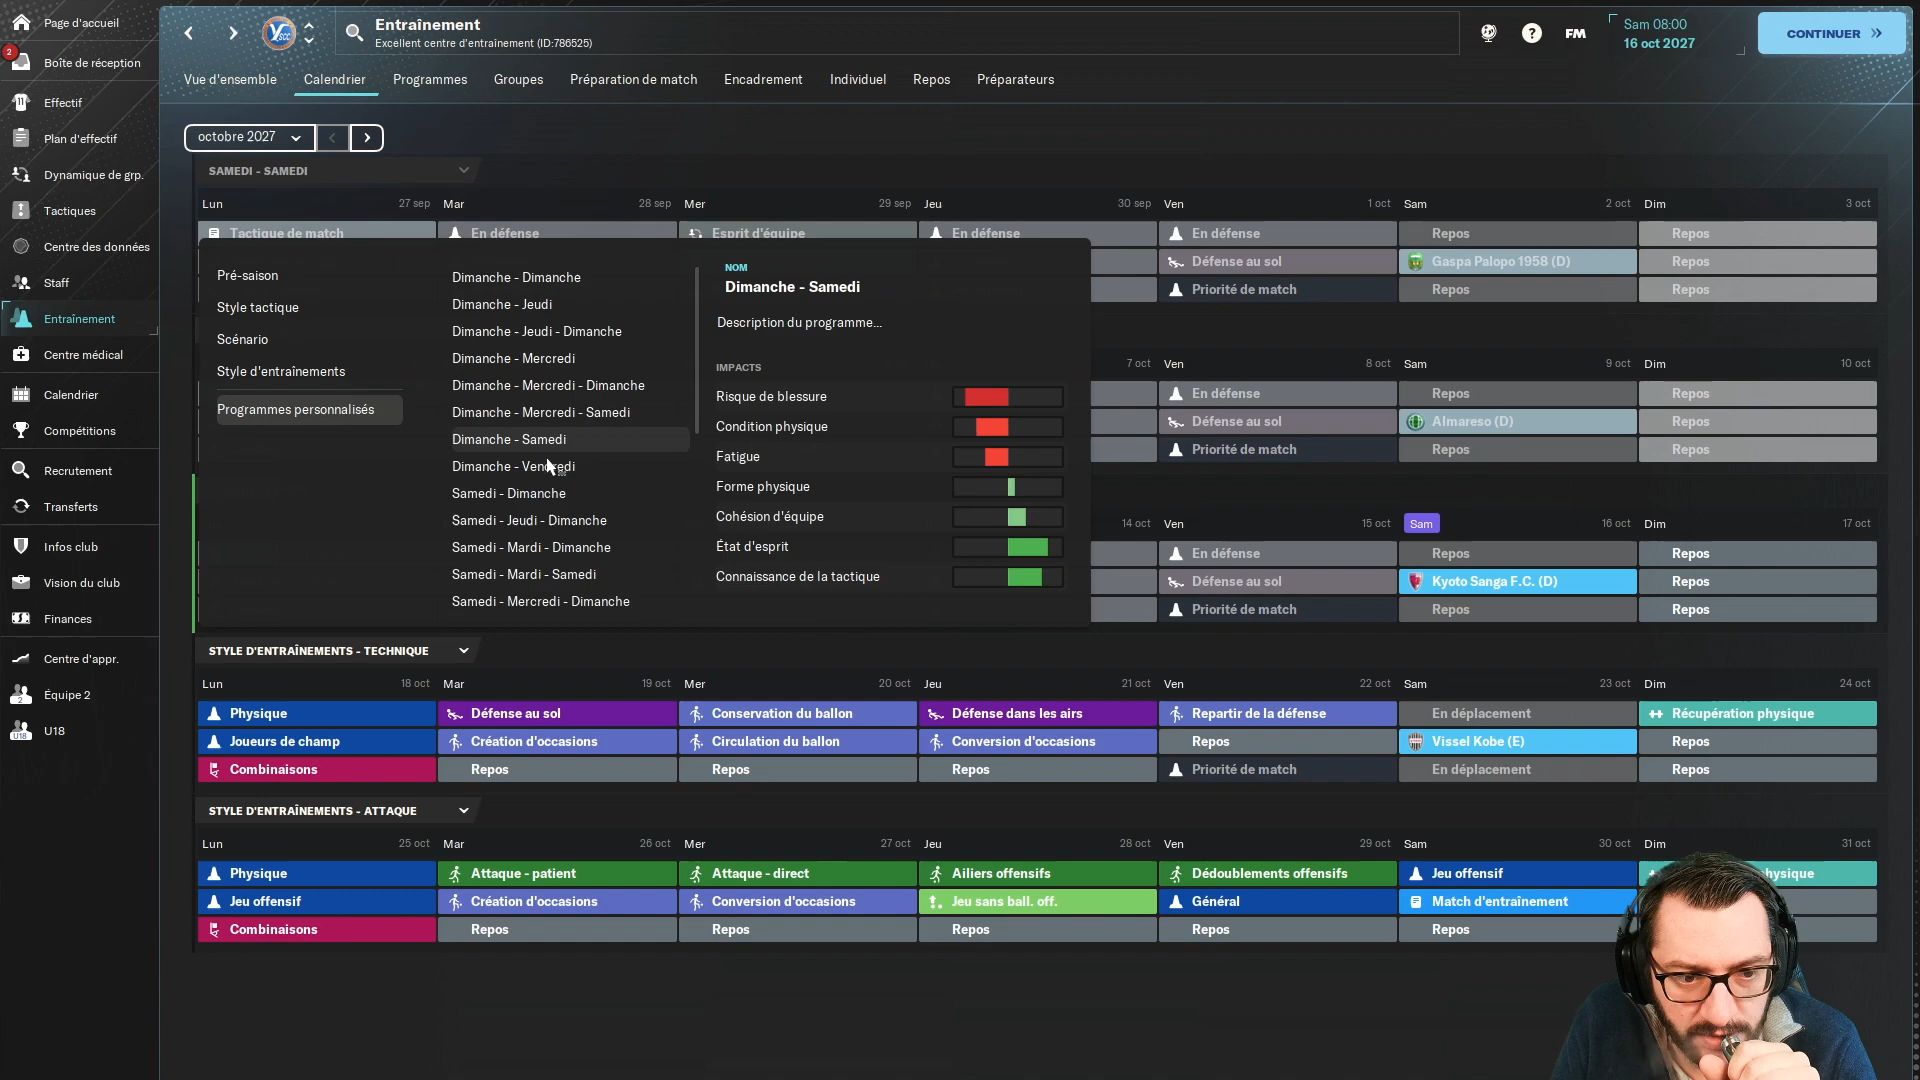 Page d'accueil
2
Boîte de réception
Effectif
Plan d'effectif
Dynamique de grp.
Tactiques
Centre des données
Staff
Entraînement
Centre médical
Calendrier
Compétitions
Recrutement
Transferts
Infos club
Vision du club
Finances
Centre d'appr.
Équipe 2
U18
Entraînement
Excellent centre d'entraînement (ID:786525)
FM
Sam 08:00
16 oct 2027
CONTINUER
Vue d'ensemble Calendrier Programmes Groupes Préparation de match Encadrement Individuel Repos Préparateurs
octobre 2027
SAMEDI - SAMEDI
Lun 27 sep Mar 28 sep Mer 29 sep Jeu 30 sep Ven 1 oct Sam 2 oct Dim 3 oct
Tactique de match En défense Esprit d'équipe En défense En défense Repos Repos
Défense au sol Gaspa Palopo 1958 (D) Repos
Priorité de match Repos Repos
Pré-saison
Style tactique
Scénario
Style d'entraînements
Programmes personnalisés
Dimanche - Dimanche
Dimanche - Jeudi
Dimanche - Jeudi - Dimanche
Dimanche - Mercredi
Dimanche - Mercredi - Dimanche
Dimanche - Mercredi - Samedi
Dimanche - Samedi
Dimanche - Vendredi
Samedi - Dimanche
Samedi - Jeudi - Dimanche
Samedi - Mardi - Dimanche
Samedi - Mardi - Samedi
Samedi - Mercredi - Dimanche
NOM
Dimanche - Samedi
Description du programme...
IMPACTS
Risque de blessure
Condition physique
Fatigue
Forme physique
Cohésion d'équipe
État d'esprit
Connaissance de la tactique
7 oct Ven 8 oct Sam 9 oct Dim 10 oct
En défense Repos Repos
Défense au sol Almareso (D) Repos
Priorité de match Repos Repos
14 oct Ven 15 oct Sam 16 oct Dim 17 oct
En défense Repos Repos
Défense au sol Kyoto Sanga F.C. (D) Repos
Priorité de match Repos Repos
STYLE D'ENTRAÎNEMENTS - TECHNIQUE
Lun 18 oct Mar 19 oct Mer 20 oct Jeu 21 oct Ven 22 oct Sam 23 oct Dim 24 oct
Physique Défense au sol Conservation du ballon Défense dans les airs Repartir de la défense En déplacement Récupération physique
Joueurs de champ Création d'occasions Circulation du ballon Conversion d'occasions Repos Vissel Kobe (E) Repos
Combinaisons Repos Repos Repos Priorité de match En déplacement Repos
STYLE D'ENTRAÎNEMENTS - ATTAQUE
Lun 25 oct Mar 26 oct Mer 27 oct Jeu 28 oct Ven 29 oct Sam 30 oct Dim 31 oct
Physique Attaque - patient Attaque - direct Ailiers offensifs Dédoublements offensifs Jeu offensif physique
Jeu offensif Création d'occasions Conversion d'occasions Jeu sans ball. off. Général Match d'entraînement
Combinaisons Repos Repos Repos Repos Repos